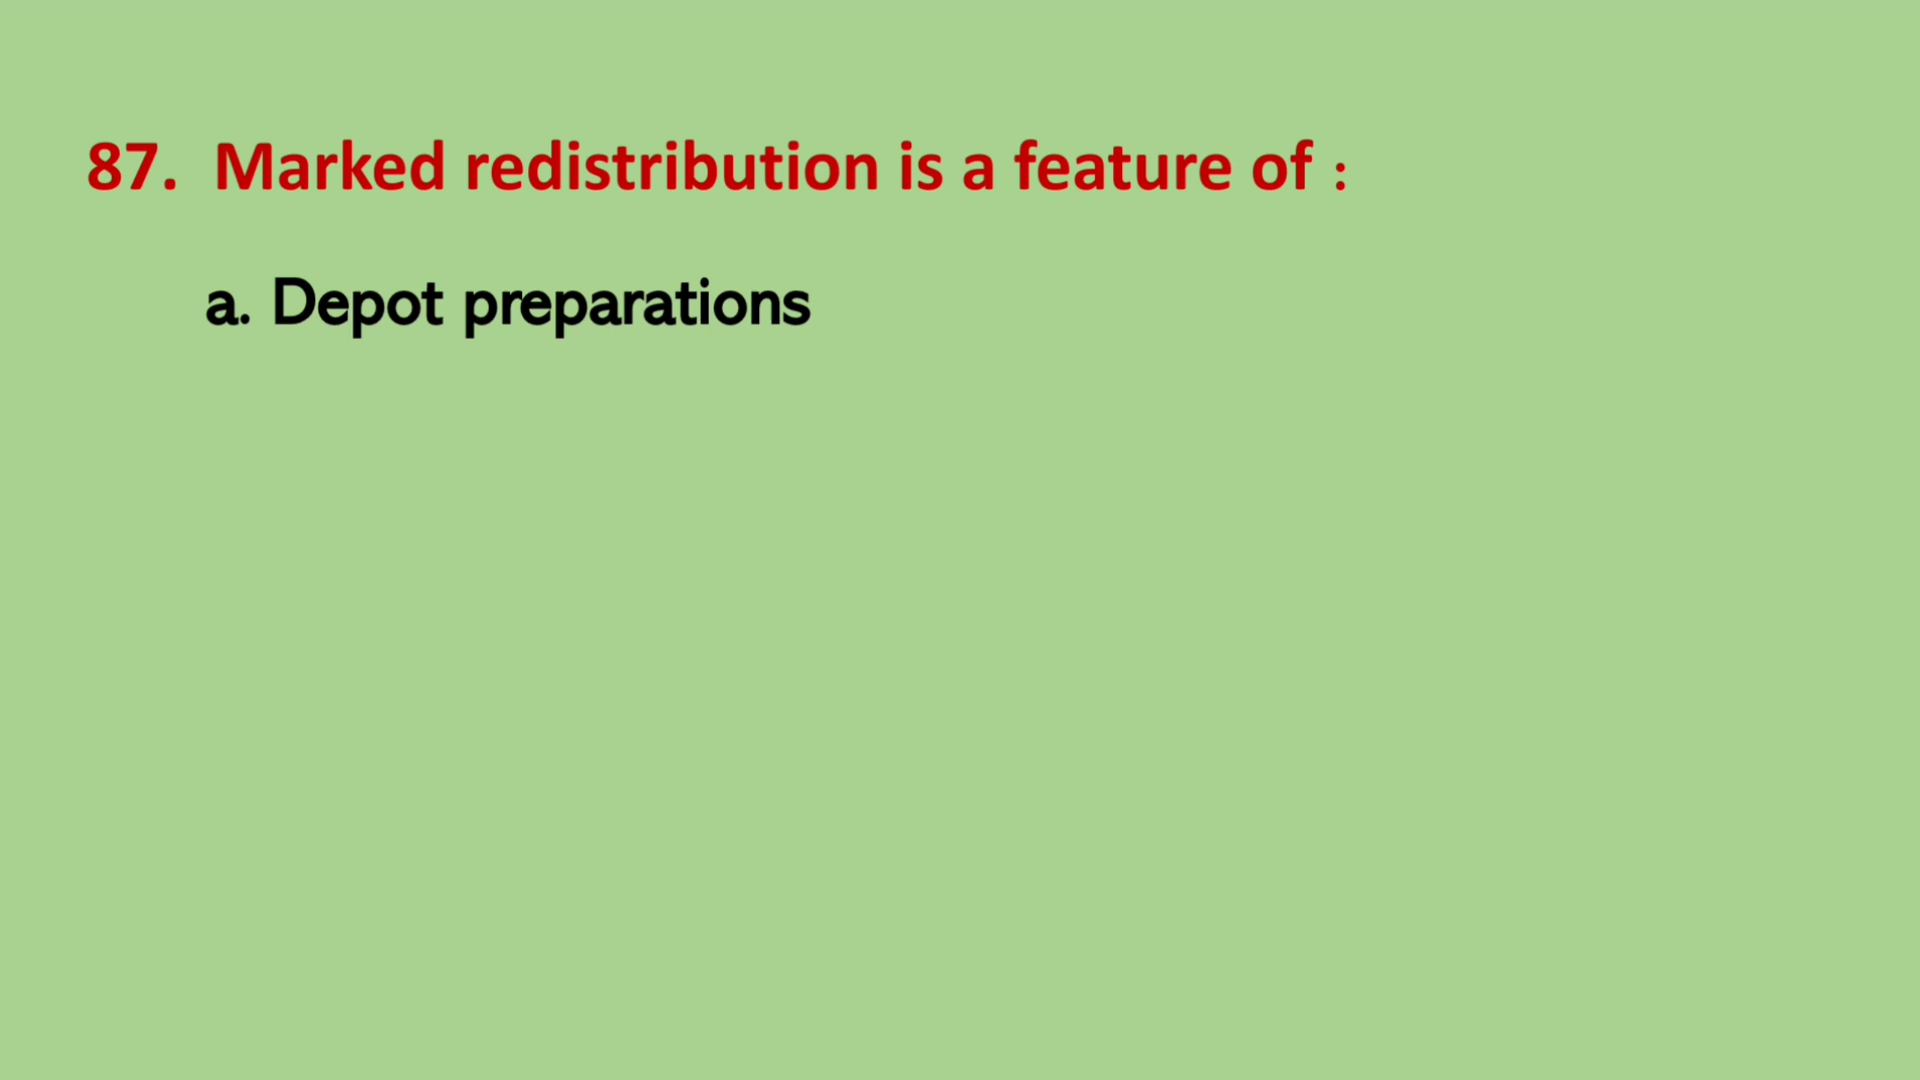 87. Marked redistribution is a feature of :
a. Depot preparations